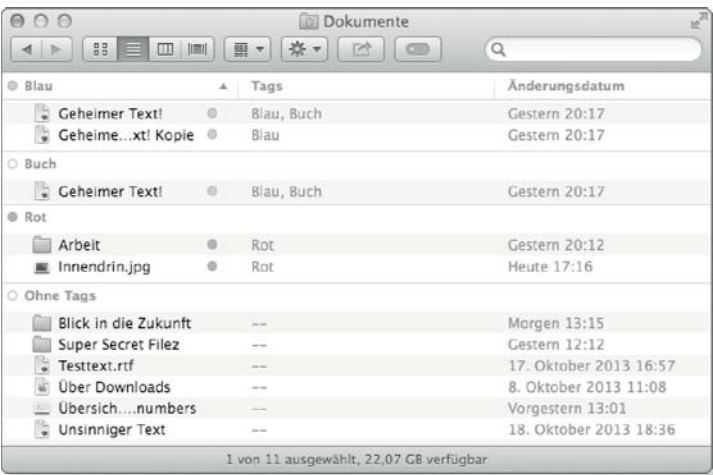 Dokumente
Blau Tags Änderungsdatum
Geheimer Text! Blau, Buch Gestern 20:17
Geheime...xt! Kopie Blau Gestern 20:17
Buch
Geheimer Text! Blau, Buch Gestern 20:17
Rot
Arbeit Rot Gestern 20:12
Innendrin.jpg Rot Heute 17:16
Ohne Tags
Blick in die Zukunft -- Morgen 13:15
Super Secret Filez -- Gestern 12:12
Testtext.rtf -- 17. Oktober 2013 16:57
Über Downloads -- 8. Oktober 2013 11:08
Übersich....numbers -- Vorgestern 13:01
Unsinniger Text -- 18. Oktober 2013 18:36
1 von 11 ausgewählt, 22,07 GB verfügbar